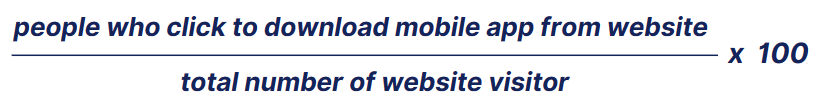 people who click to download mobile app from website
x 100
total number of website visitor